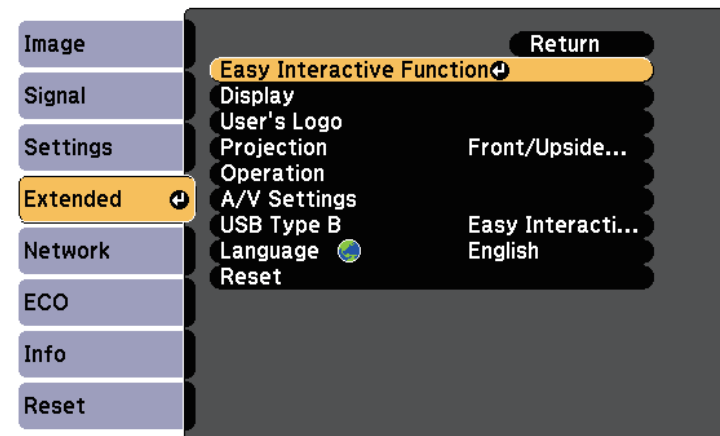 Image
Signal
Settings
Extended
Network
ECO
Info
Reset
Return
Easy Interactive Function
Display
User's Logo
Projection Front/Upside...
Operation
A/V Settings
USB Type B Easy Interacti...
Language English
Reset